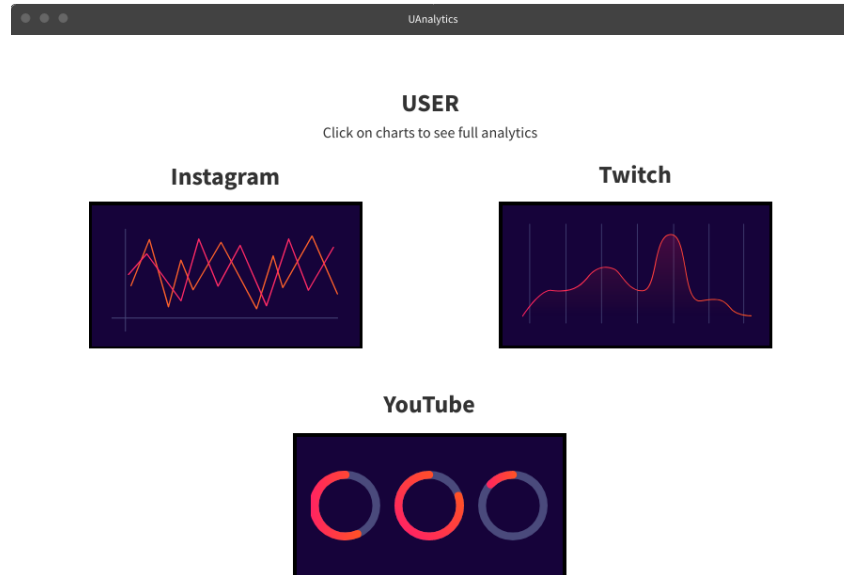 UAnalytics
USER
Click on charts to see full analytics
Instagram
Twitch
YouTube